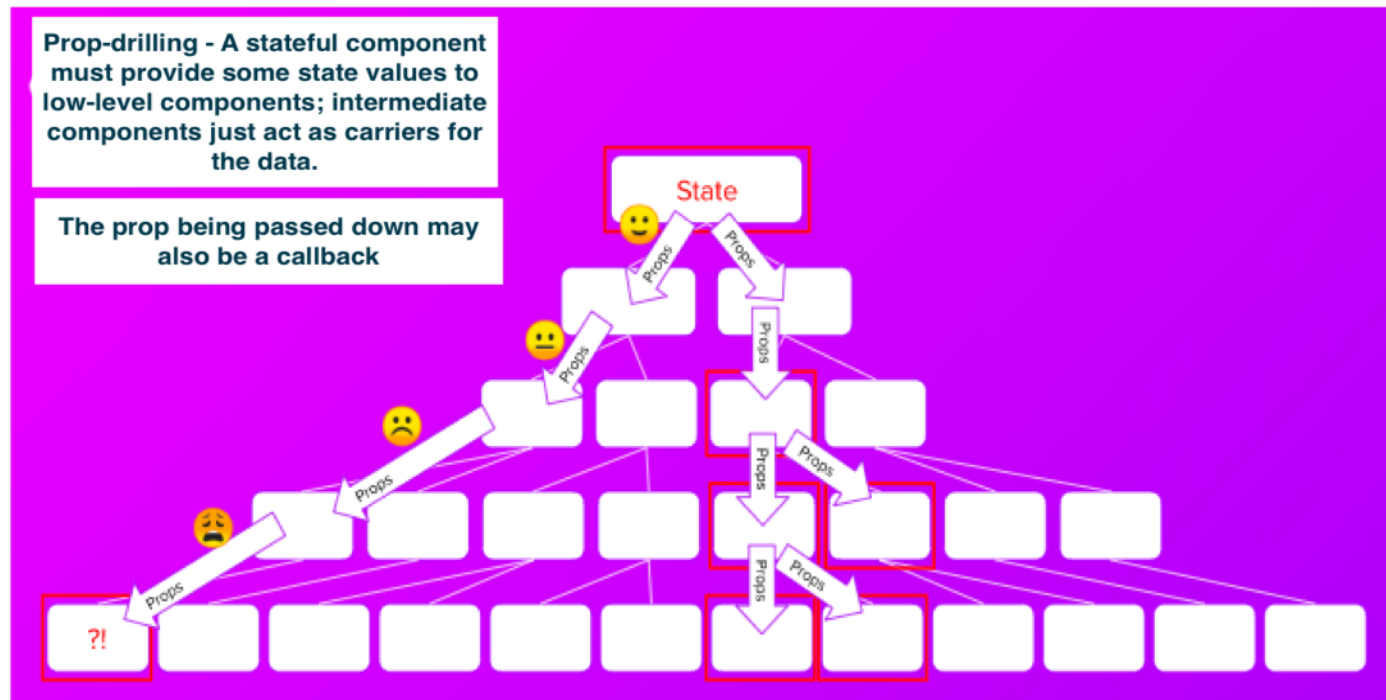 Prop-drilling - A stateful component
must provide some state values to
low-level components; intermediate
components just act as carriers for
the data.
The prop being passed down may
also be a callback
State
Props
Props
Props
Props
Props
Props
Props
Props
Props
Props
?!